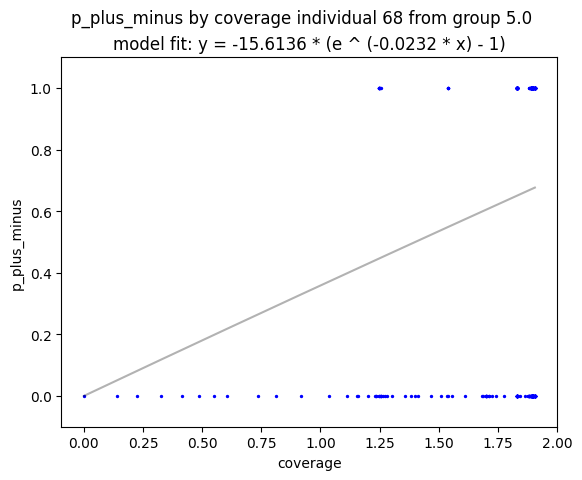 p_plus_minus by coverage individual 68 from group 5.0
model fit: y = -15.6136 * (e ^ (-0.0232 * x) - 1)
1.0
0.8
0.6
0.4
0.2
0.0
p_plus_minus
0.00 0.25 0.50 0.75 1.00 1.25 1.50 1.75 2.00
coverage